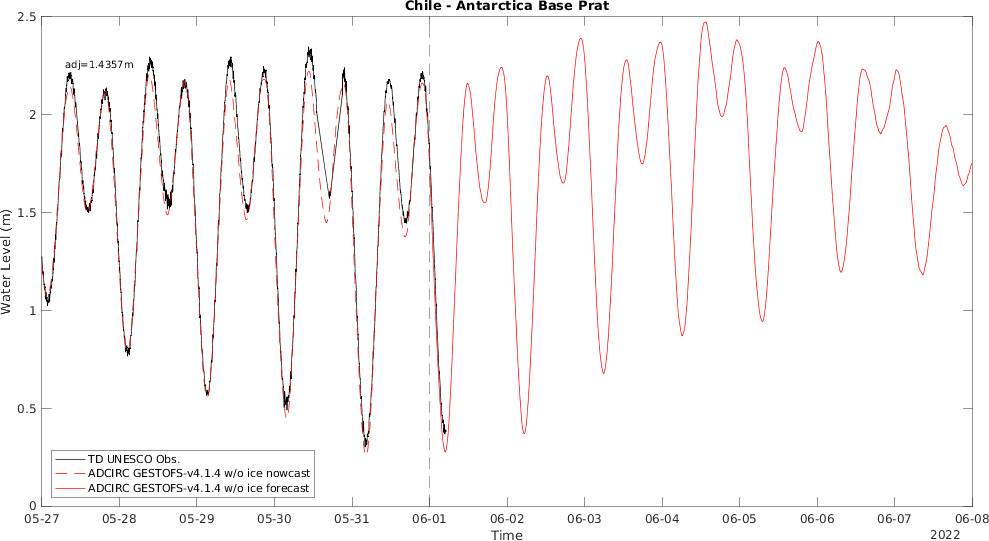 Chile - Antarctica Base Prat
adj=1.4357m
Water Level (m)
2.5
2
1.5
1
0.5
0
TD UNESCO Obs.
ADCIRC GESTOFS-v4.1.4 w/o ice nowcast
ADCIRC GESTOFS-v4.1.4 w/o ice forecast
05-27 05-28 05-29 05-30 05-31 06-01 06-02 06-03 06-04 06-05 06-06 06-07 06-08
Time
2022